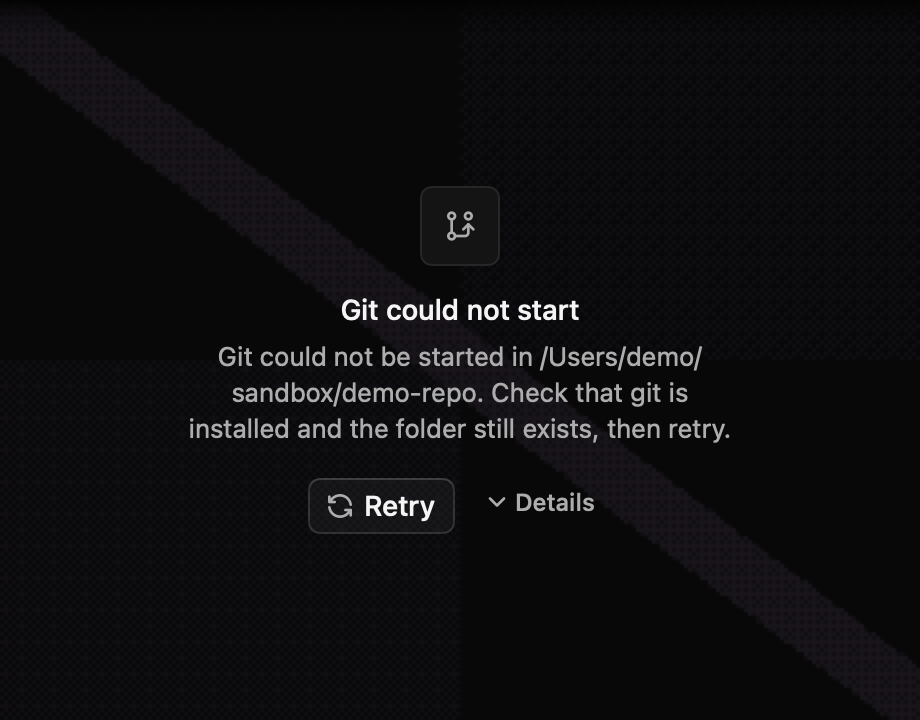 Git could not start
Git could not be started in /Users/demo/
sandbox/demo-repo. Check that git is
installed and the folder still exists, then retry.
Retry
Details